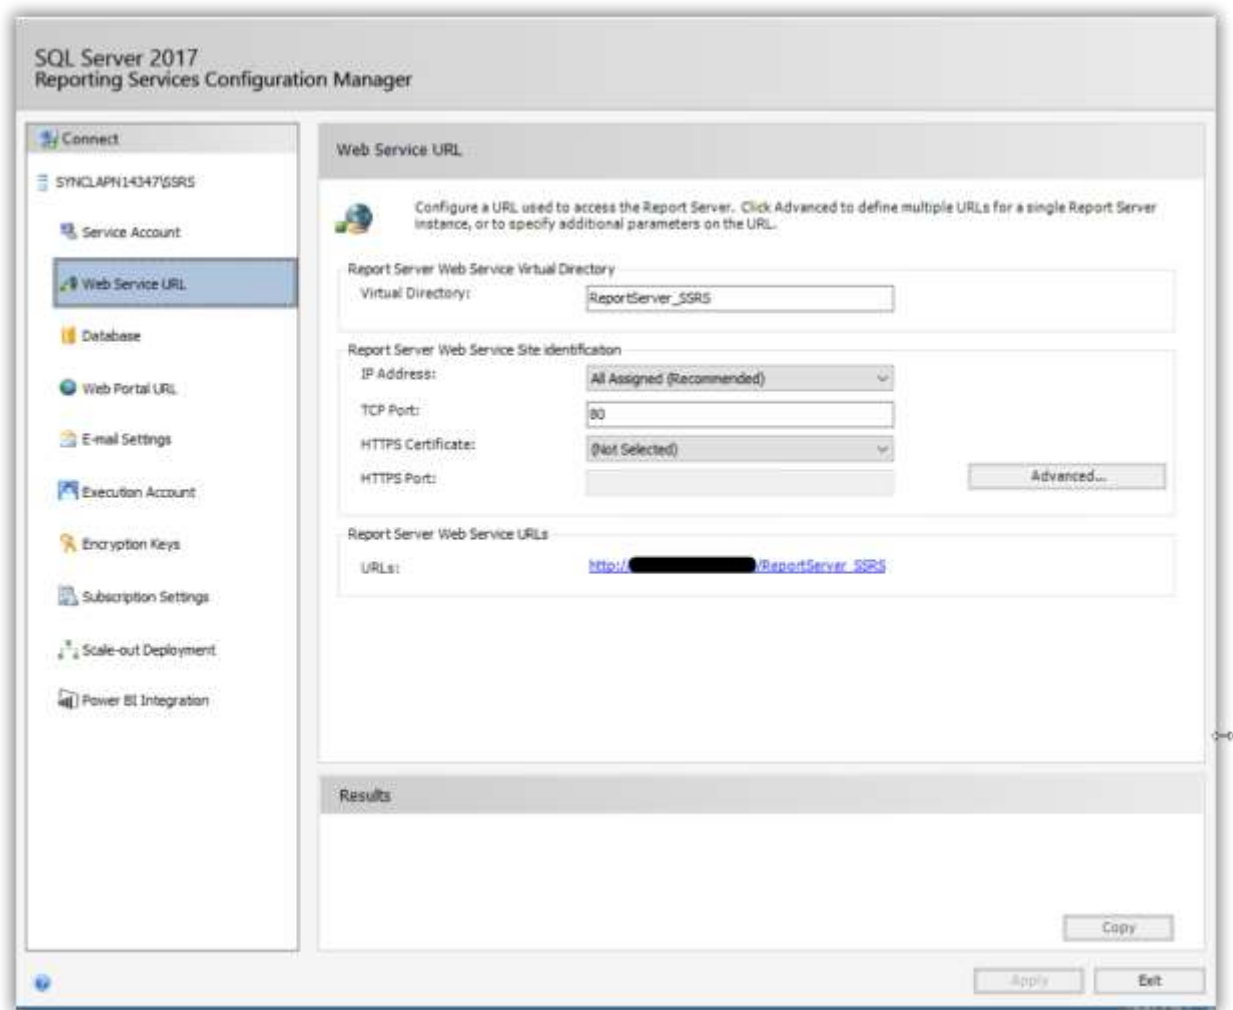 SQL Server 2017
Reporting Services Configuration Manager
Connect
SYNCLAPN14347\SSRS
Service Account
Web Service URL
Database
Web Portal URL
E-mail Settings
Execution Account
Encryption Keys
Subscription Settings
Scale-out Deployment
Power BI Integration
Web Service URL
Configure a URL used to access the Report Server. Click Advanced to define multiple URLs for a single Report Server
instance, or to specify additional parameters on the URL.
Report Server Web Service Virtual Directory
Virtual Directory: ReportServer_SSRS
Report Server Web Service Site identification
IP Address: All Assigned (Recommended)
TCP Port: 80
HTTPS Certificate: (Not Selected)
HTTPS Port:
Advanced...
Report Server Web Service URLs
URLs: http:/ /ReportServer_SSRS
Results
Copy
Apply Exit